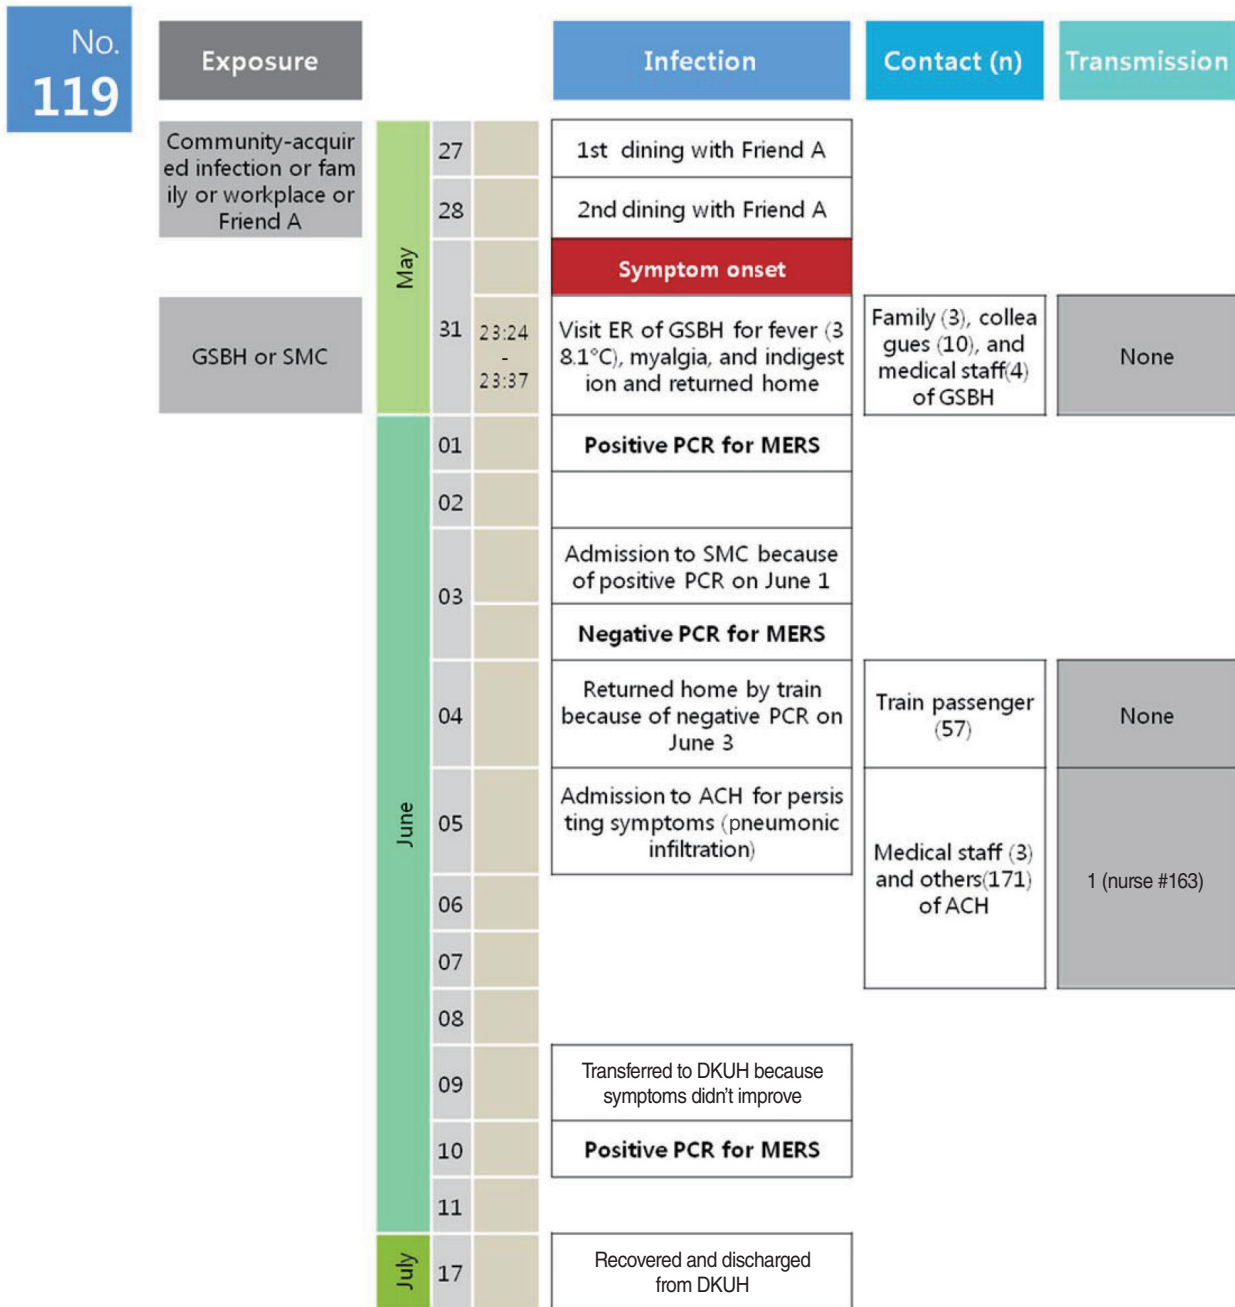 No.
119
Exposure
Infection
Contact (n)
Transmission
Community-acquir
ed infection or fam
ily or workplace or
Friend A
May
27
1st dining with Friend A
28
2nd dining with Friend A
Symptom onset
GSBH or SMC
31
23:24
-
23:37
Visit ER of GSBH for fever (3
8.1°C), myalgia, and indigest
ion and returned home
Family (3), collea
gues (10), and
medical staff(4)
of GSBH
None
June
01
Positive PCR for MERS
02
03
Admission to SMC because
of positive PCR on June 1
Negative PCR for MERS
04
Returned home by train
because of negative PCR on
June 3
Train passenger
(57)
None
05
Admission to ACH for persis
ting symptoms (pneumonic
infiltration)
Medical staff (3)
and others(171)
of ACH
1 (nurse #163)
06
07
08
09
Transferred to DKUH because
symptoms didn't improve
10
Positive PCR for MERS
11
July
17
Recovered and discharged
from DKUH